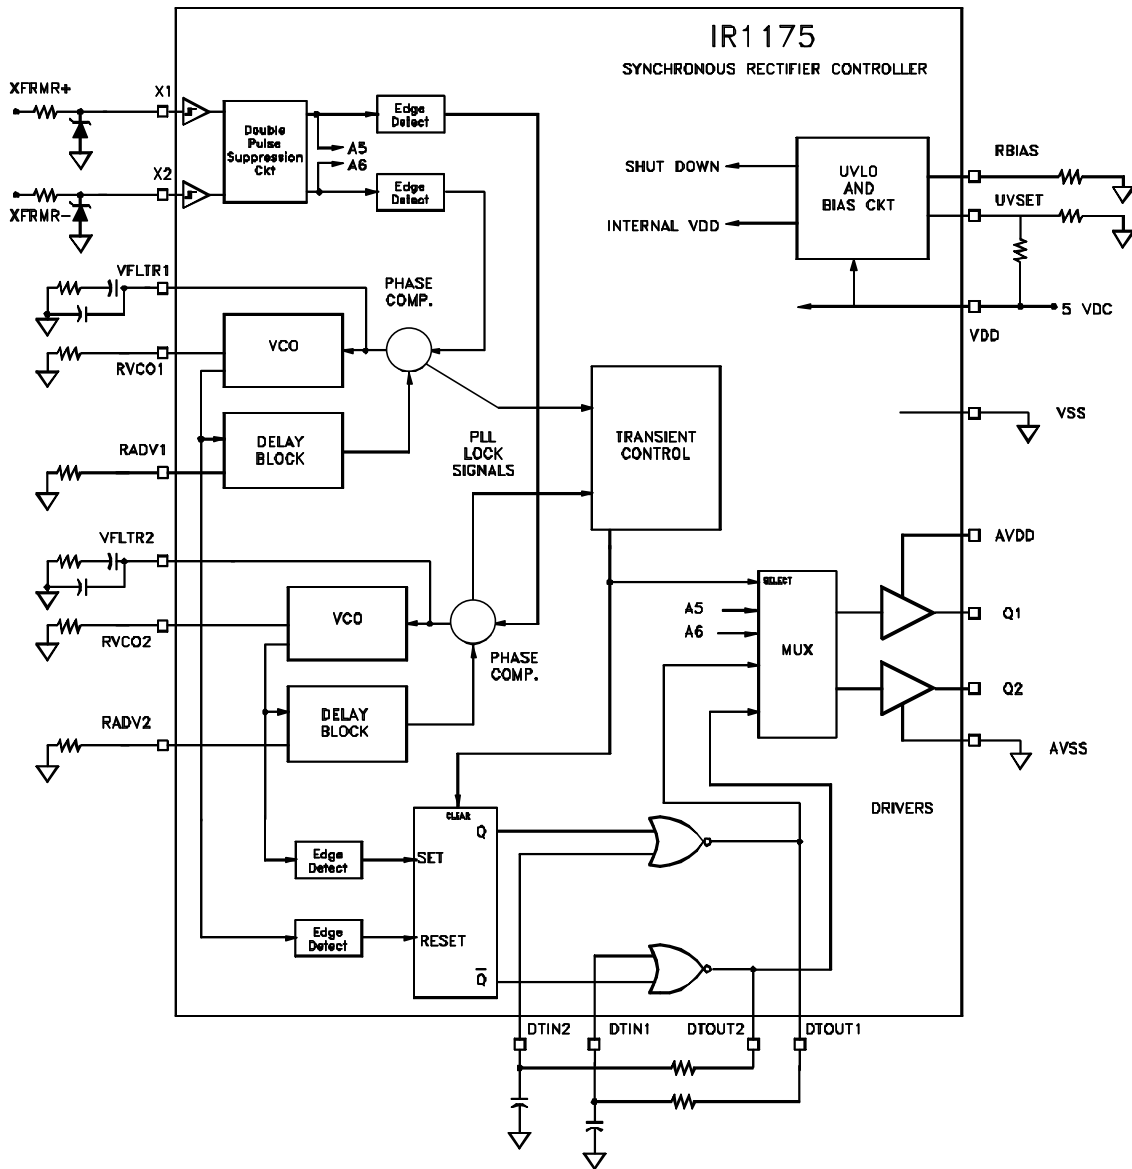 IR1175
SYNCHRONOUS RECTIFIER CONTROLLER
XFRMR+
X1
Double
Pulse
Suppression
Ckt
Edge
Detect
A5
A6
X2
XFRMR-
Edge
Detect
SHUT DOWN
INTERNAL VDD
UVLO
AND
BIAS CKT
RBIAS
UVSET
5 VDC
VDD
VFLTR1
PHASE
COMP.
VCO
RVCO1
RADV1
DELAY
BLOCK
PLL
LOCK
SIGNALS
TRANSIENT
CONTROL
VSS
VFLTR2
VCO
RVCO2
PHASE
COMP.
RADV2
DELAY
BLOCK
SELECT
A5
A6
MUX
AVDD
Q1
Q2
AVSS
DRIVERS
CLEAR
Q
SET
Edge
Detect
RESET
Edge
Detect
Q̅
DTIN2
DTIN1
DTOUT2
DTOUT1